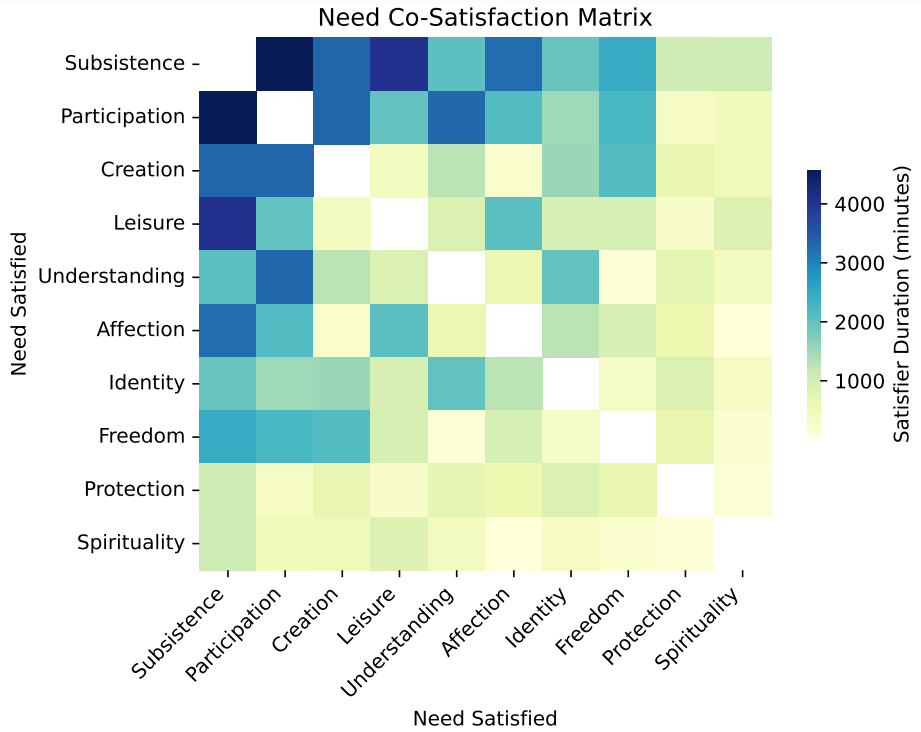 Need Co-Satisfaction Matrix
Subsistence
Participation
Creation
Leisure
Understanding
Affection
Identity
Freedom
Protection
Spirituality
Need Satisfied
Subsistence
Participation
Creation
Leisure
Understanding
Affection
Identity
Freedom
Protection
Spirituality
Need Satisfied
4000
3000
2000
1000
Satisfier Duration (minutes)